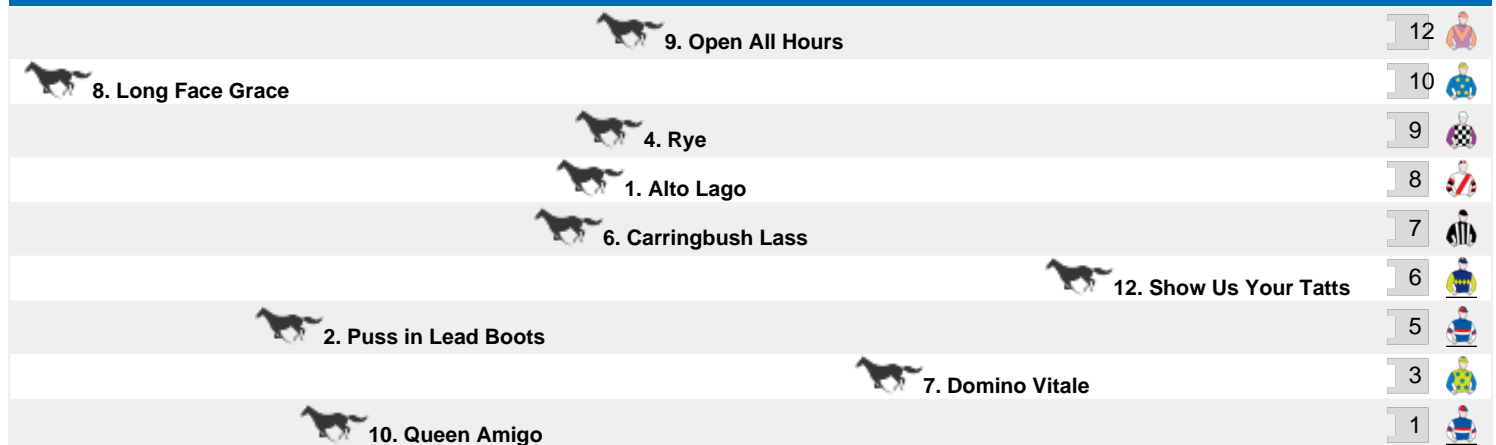 9. Open All Hours 12
8. Long Face Grace 10
4. Rye 9
1. Alto Lago 8
6. Carringbush Lass 7
12. Show Us Your Tatts 6
2. Puss in Lead Boots 5
7. Domino Vitale 3
10. Queen Amigo 1